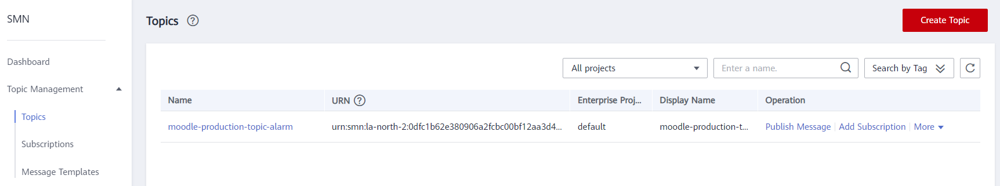 SMN
Topics ?
Create Topic
Dashboard
All projects
Enter a name.
Search by Tag
Topic Management
Name URN ? Enterprise Proj... Display Name Operation
Topics
moodle-production-topic-alarm urn:smn:la-north-2:0dfc1b62e380906a2fcbc00bf12aa3d4... default moodle-production-t... Publish Message Add Subscription More
Subscriptions
Message Templates